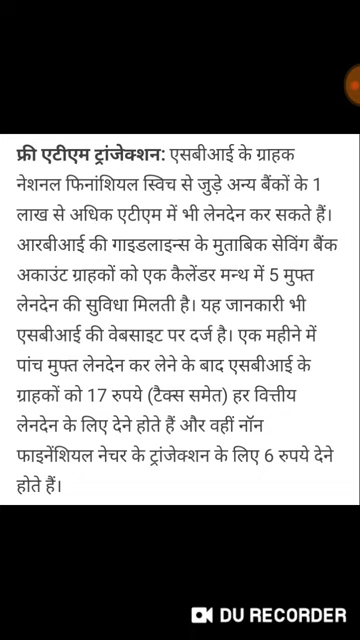 फ्री एटीएम ट्रांजेक्शन: एसबीआई के ग्राहक
नेशनल फिनांशियल स्विच से जुड़े अन्य बैंकों के 1
लाख से अधिक एटीएम में भी लेनदेन कर सकते हैं।
आरबीआई की गाइडलाइन्स के मुताबिक सेविंग बैंक
अकाउंट ग्राहकों को एक कैलेंडर मन्थ में 5 मुफ्त
लेनदेन की सुविधा मिलती है। यह जानकारी भी
एसबीआई की वेबसाइट पर दर्ज है। एक महीने में
पांच मुफ्त लेनदेन कर लेने के बाद एसबीआई के
ग्राहकों को 17 रुपये (टैक्स समेत) हर वित्तीय
लेनदेन के लिए देने होते हैं और वहीं नॉन
फाइनेंशियल नेचर के ट्रांजेक्शन के लिए 6 रुपये देने
होते हैं।
DU RECORDER